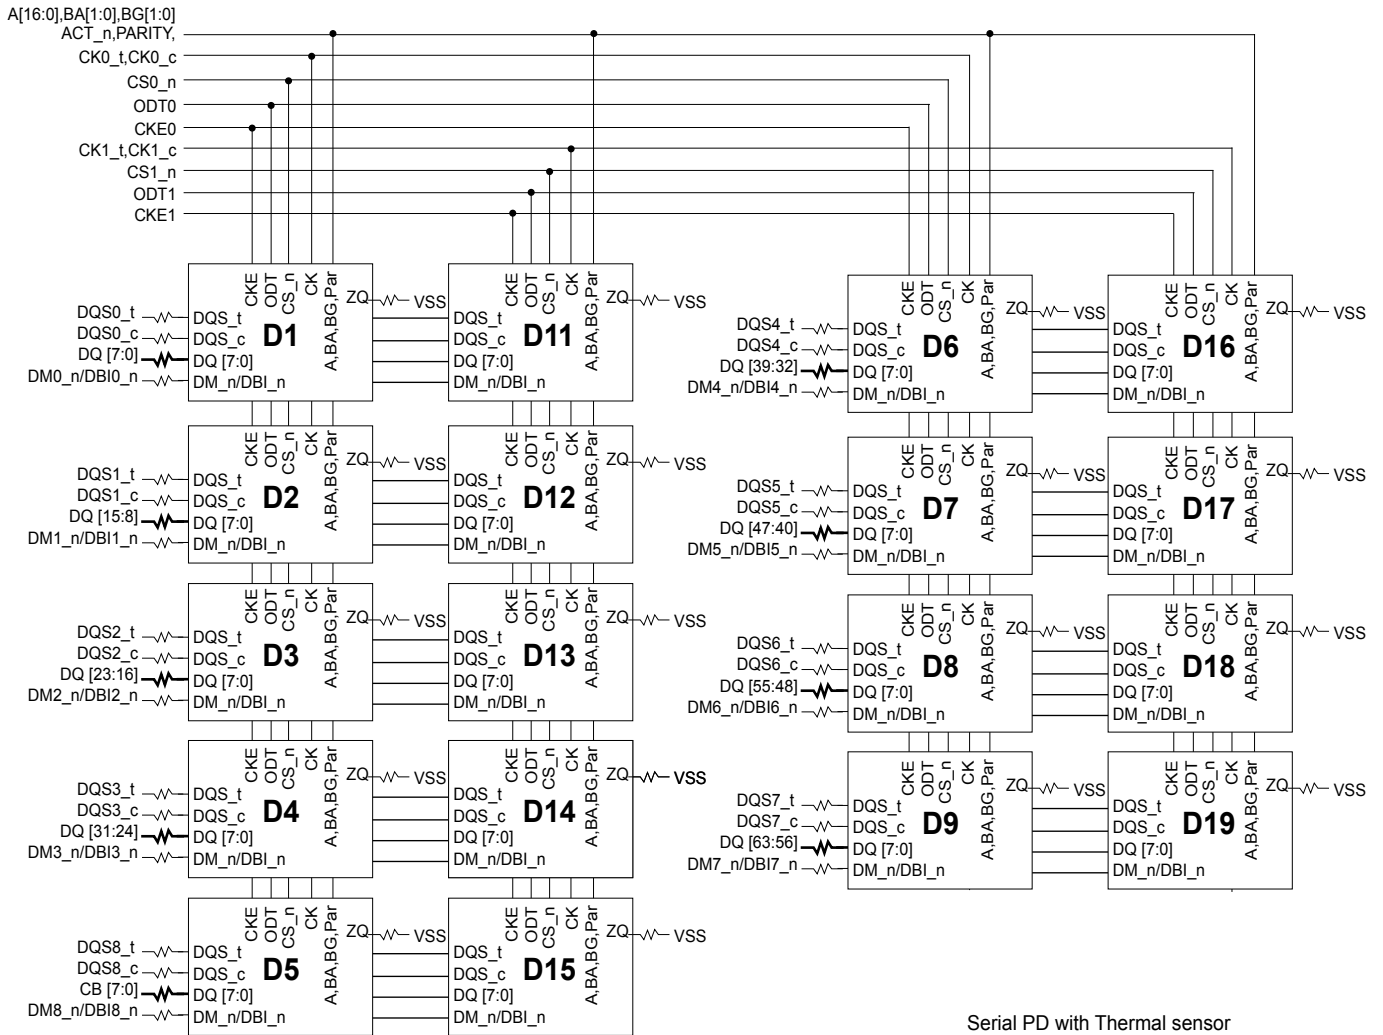 A[16:0],BA[1:0],BG[1:0]
ACT_n,PARITY,
CK0_t,CK0_c
CS0_n
ODT0
CKE0
CK1_t,CK1_c
CS1_n
ODT1
CKE1
CKE ODT CS_n CK A,BA,BG,Par ZQ VSS
DQS0_t DQS_t
DQS0_c DQS_c
DQ [7:0] DQ [7:0]
DM0_n/DBI0_n DM_n/DBI_n
D1
CKE ODT CS_n CK A,BA,BG,Par ZQ VSS
DQS_t
DQS_c
DQ [7:0]
DM_n/DBI_n
D11
CKE ODT CS_n CK A,BA,BG,Par ZQ VSS
DQS1_t DQS_t
DQS1_c DQS_c
DQ [15:8] DQ [7:0]
DM1_n/DBI1_n DM_n/DBI_n
D2
CKE ODT CS_n CK A,BA,BG,Par ZQ VSS
DQS_t
DQS_c
DQ [7:0]
DM_n/DBI_n
D12
CKE ODT CS_n CK A,BA,BG,Par ZQ VSS
DQS2_t DQS_t
DQS2_c DQS_c
DQ [23:16] DQ [7:0]
DM2_n/DBI2_n DM_n/DBI_n
D3
CKE ODT CS_n CK A,BA,BG,Par ZQ VSS
DQS_t
DQS_c
DQ [7:0]
DM_n/DBI_n
D13
CKE ODT CS_n CK A,BA,BG,Par ZQ VSS
DQS3_t DQS_t
DQS3_c DQS_c
DQ [31:24] DQ [7:0]
DM3_n/DBI3_n DM_n/DBI_n
D4
CKE ODT CS_n CK A,BA,BG,Par ZQ VSS
DQS_t
DQS_c
DQ [7:0]
DM_n/DBI_n
D14
CKE ODT CS_n CK A,BA,BG,Par ZQ VSS
DQS8_t DQS_t
DQS8_c DQS_c
CB [7:0] DQ [7:0]
DM8_n/DBI8_n DM_n/DBI_n
D5
CKE ODT CS_n CK A,BA,BG,Par ZQ VSS
DQS_t
DQS_c
DQ [7:0]
DM_n/DBI_n
D15
CKE ODT CS_n CK A,BA,BG,Par ZQ VSS
DQS4_t DQS_t
DQS4_c DQS_c
DQ [39:32] DQ [7:0]
DM4_n/DBI4_n DM_n/DBI_n
D6
CKE ODT CS_n CK A,BA,BG,Par ZQ VSS
DQS_t
DQS_c
DQ [7:0]
DM_n/DBI_n
D16
CKE ODT CS_n CK A,BA,BG,Par ZQ VSS
DQS5_t DQS_t
DQS5_c DQS_c
DQ [47:40] DQ [7:0]
DM5_n/DBI5_n DM_n/DBI_n
D7
CKE ODT CS_n CK A,BA,BG,Par ZQ VSS
DQS_t
DQS_c
DQ [7:0]
DM_n/DBI_n
D17
CKE ODT CS_n CK A,BA,BG,Par ZQ VSS
DQS6_t DQS_t
DQS6_c DQS_c
DQ [55:48] DQ [7:0]
DM6_n/DBI6_n DM_n/DBI_n
D8
CKE ODT CS_n CK A,BA,BG,Par ZQ VSS
DQS_t
DQS_c
DQ [7:0]
DM_n/DBI_n
D18
CKE ODT CS_n CK A,BA,BG,Par ZQ VSS
DQS7_t DQS_t
DQS7_c DQS_c
DQ [63:56] DQ [7:0]
DM7_n/DBI7_n DM_n/DBI_n
D9
CKE ODT CS_n CK A,BA,BG,Par ZQ VSS
DQS_t
DQS_c
DQ [7:0]
DM_n/DBI_n
D19
Serial PD with Thermal sensor